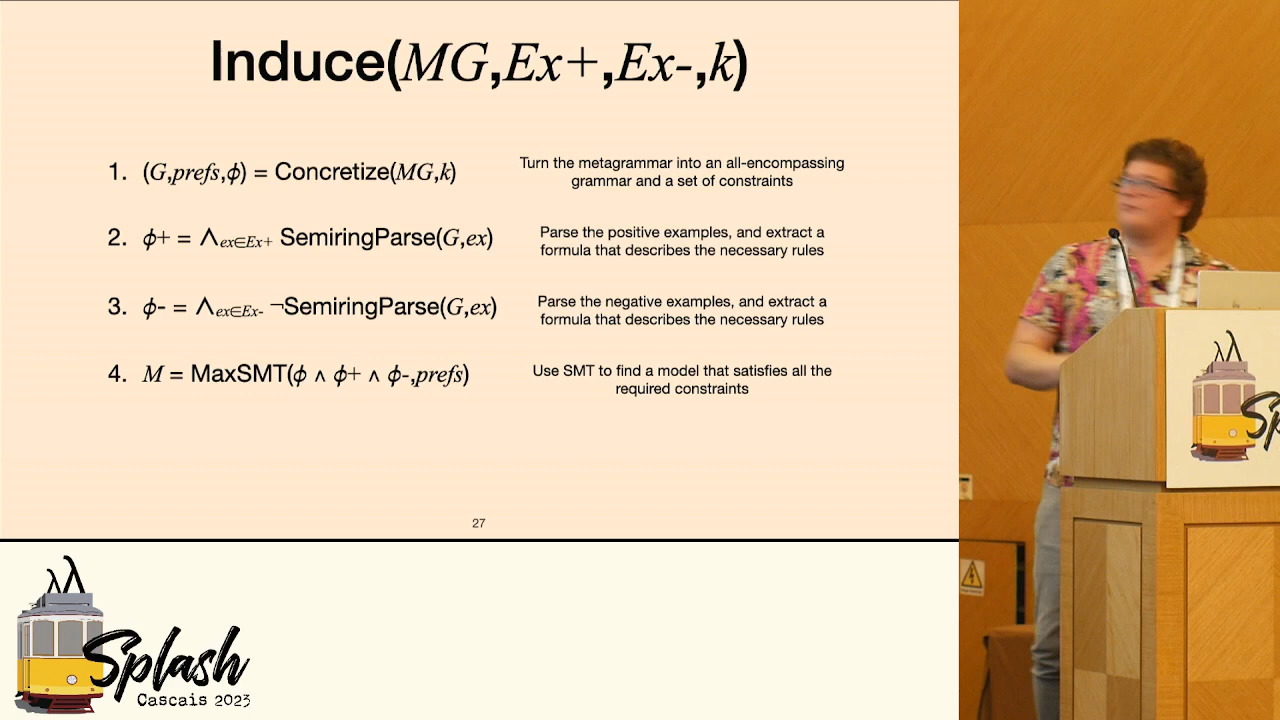 Induce(MG,Ex+,Ex-,k)
1. (G,prefs,ϕ) = Concretize(MG,k)
Turn the metagrammar into an all-encompassing
grammar and a set of constraints
2. ϕ+ = ⋀ex∈Ex+ SemiringParse(G,ex)
Parse the positive examples, and extract a
formula that describes the necessary rules
3. ϕ- = ⋀ex∈Ex- ¬SemiringParse(G,ex)
Parse the negative examples, and extract a
formula that describes the necessary rules
4. M = MaxSMT(ϕ ∧ ϕ+ ∧ ϕ-,prefs)
Use SMT to find a model that satisfies all the
required constraints
27
Splash
Cascais 2023
Sp